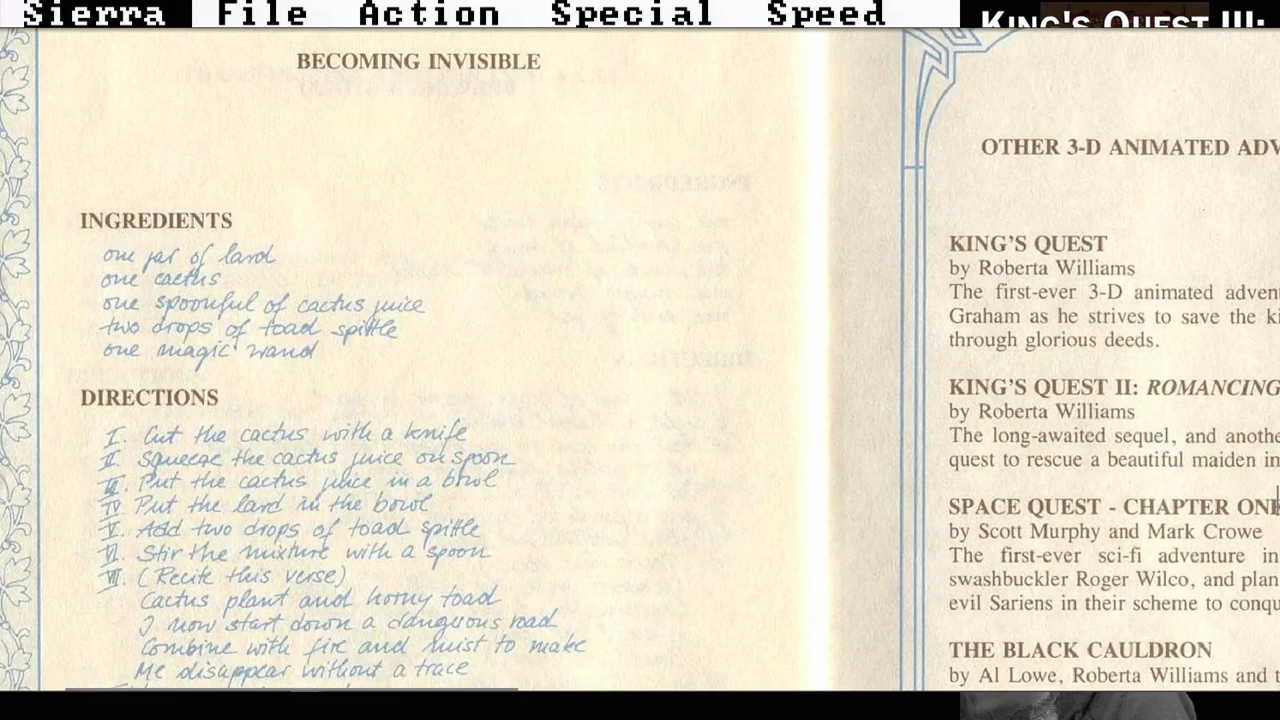 Sierra File Action Special Speed
KING'S QUEST III:
BECOMING INVISIBLE
INGREDIENTS
one jar of lard
one cactus
one spoonful of cactus juice
two drops of toad spittle
one magic wand
DIRECTIONS
I. Cut the cactus with a knife
II. Squeeze the cactus juice on spoon
III. Put the cactus juice in a bowl
IV. Put the lard in the bowl
V. Add two drops of toad spittle
VI. Stir the mixture with a spoon
VII. (Recite this verse)
Cactus plant and horny toad
I now start down a dangerous road
Combine with fire and mist to make
Me disappear without a trace
OTHER 3-D ANIMATED ADV
KING'S QUEST
by Roberta Williams
The first-ever 3-D animated adven
Graham as he strives to save the ki
through glorious deeds.
KING'S QUEST II: ROMANCING
by Roberta Williams
The long-awaited sequel, and anothe
quest to rescue a beautiful maiden im
SPACE QUEST - CHAPTER ONE
by Scott Murphy and Mark Crowe
The first-ever sci-fi adventure in
swashbuckler Roger Wilco, and plan
evil Sariens in their scheme to conqu
THE BLACK CAULDRON
by Al Lowe, Roberta Williams and t